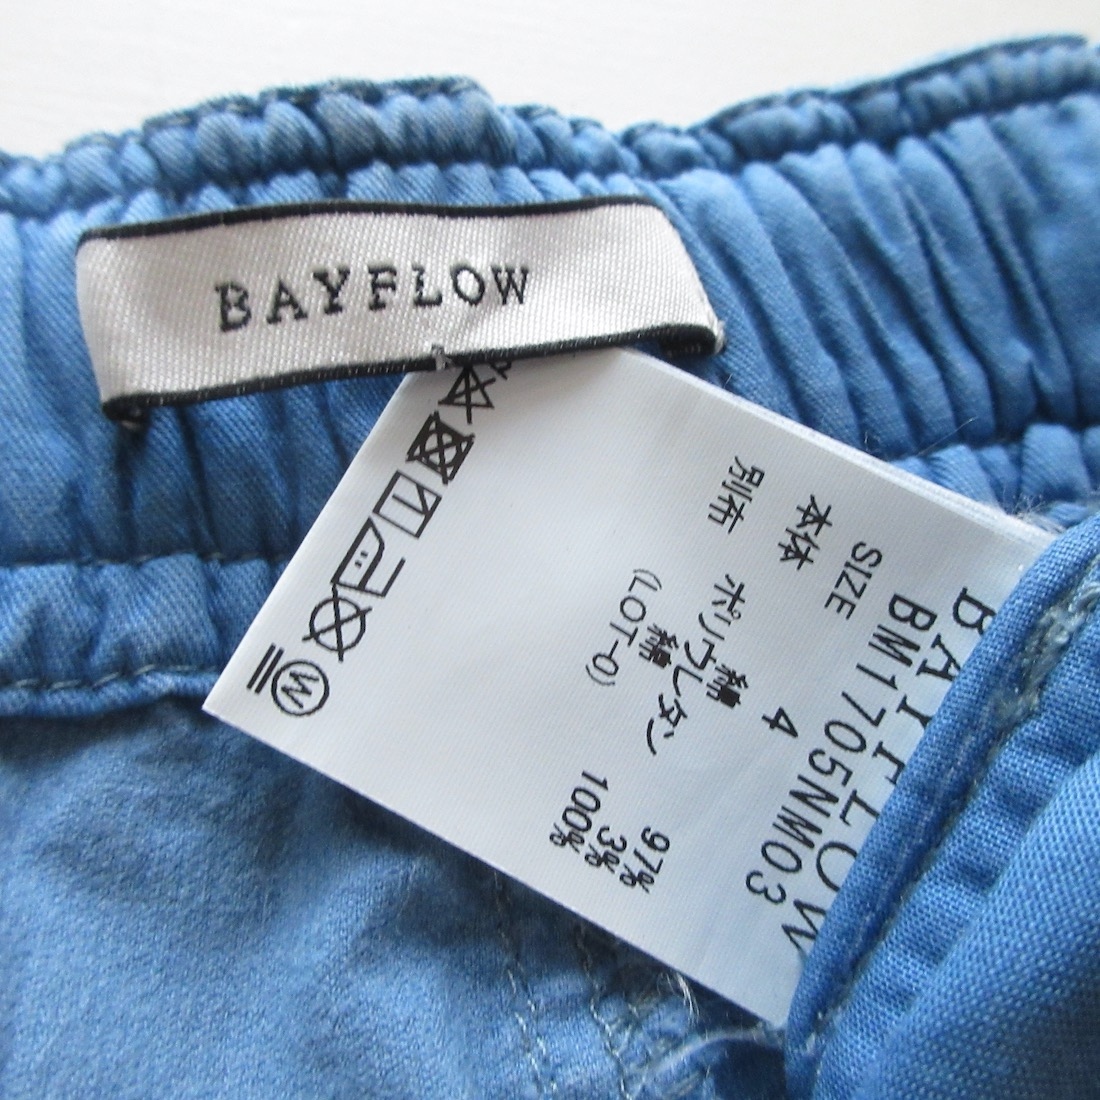 BAYFLOW
BAYFLOW
BM1705NM03
SIZE 4
本体 綿 97%
ポリウレタン 3%
別布 綿 100%
(LOT-0)
W